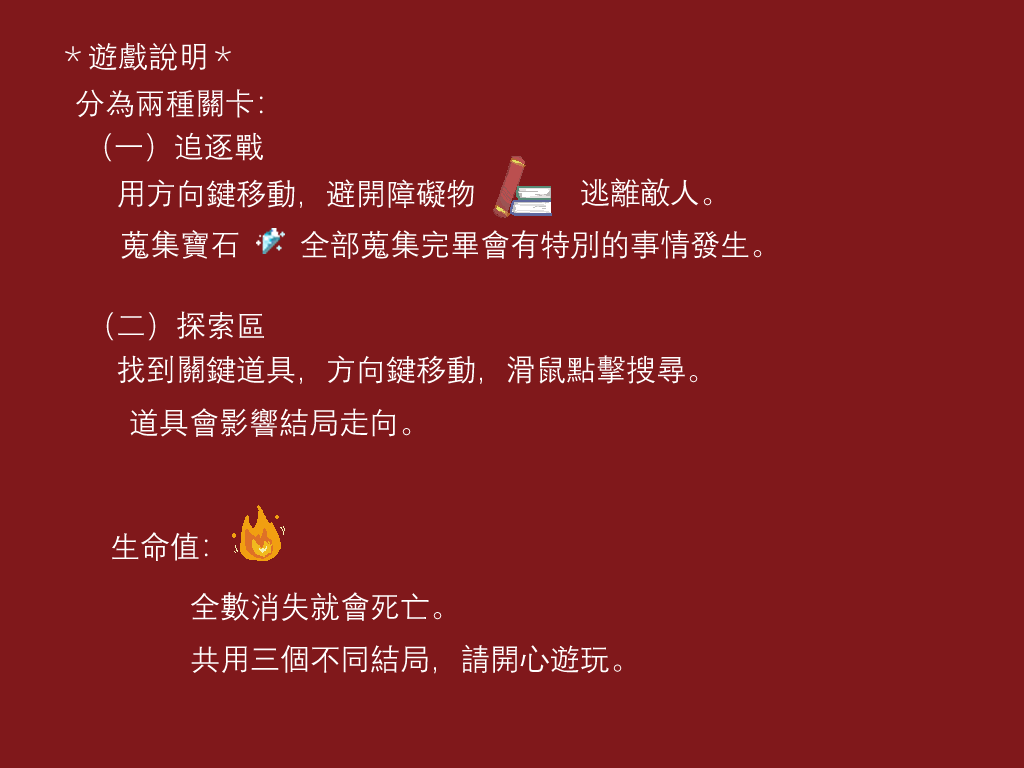 ＊遊戲說明＊
分為兩種關卡：
（一）追逐戰
用方向鍵移動，避開障礙物 逃離敵人。
蒐集寶石 全部蒐集完畢會有特別的事情發生。
（二）探索區
找到關鍵道具，方向鍵移動，滑鼠點擊搜尋。
道具會影響結局走向。
生命值：
全數消失就會死亡。
共用三個不同結局，請開心遊玩。